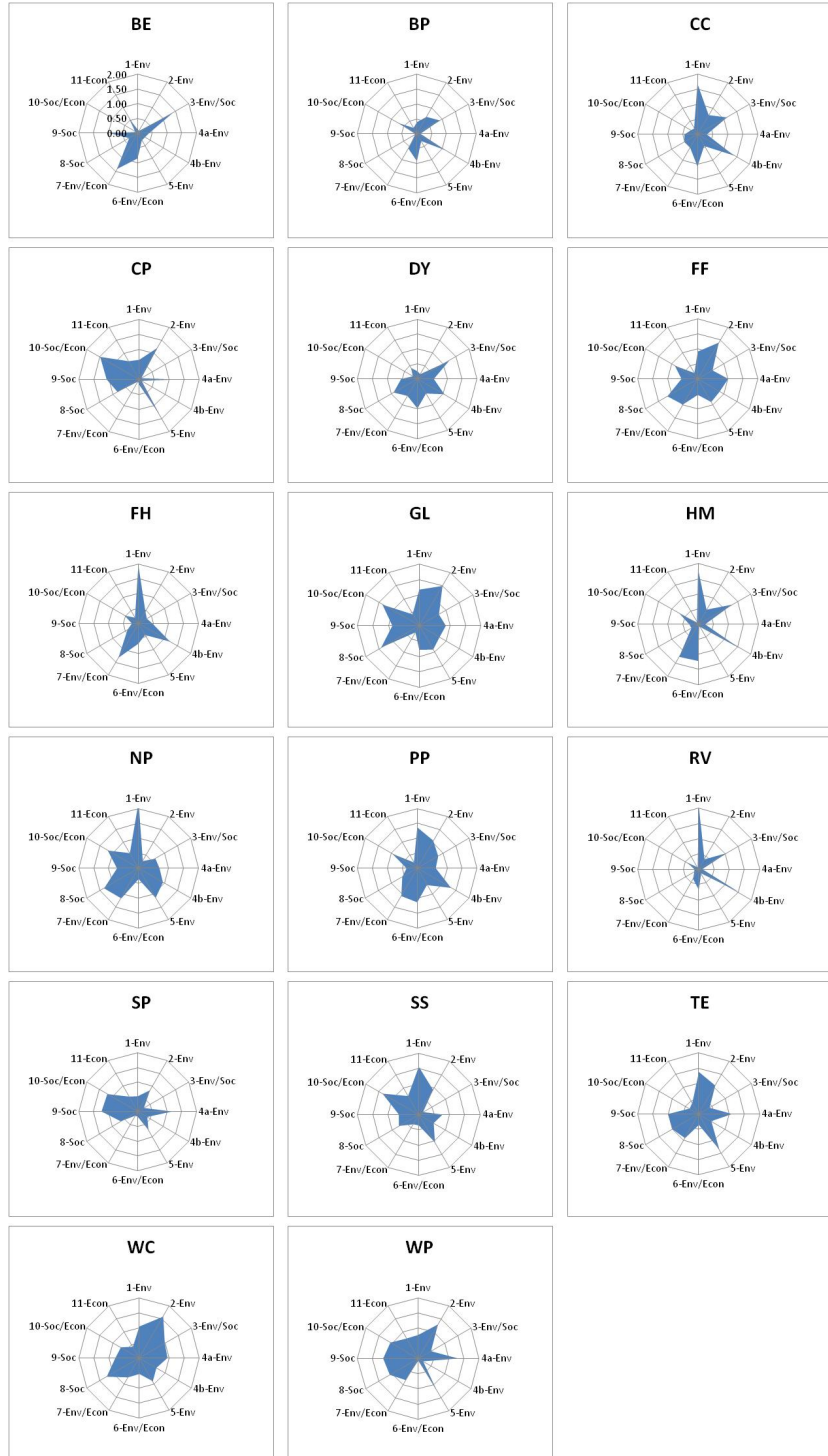 BE
1-Env
2.00
11-Econ
2-Env
1.50
10-Soc/Econ
1.00
3-Env/Soc
0.50
9-Soc
0.00
4a-Env
8-Soc
4b-Env
7-Env/Econ
5-Env
6-Env/Econ
BP
1-Env
11-Econ
2-Env
10-Soc/Econ
3-Env/Soc
9-Soc
4a-Env
8-Soc
4b-Env
7-Env/Econ
5-Env
6-Env/Econ
CC
1-Env
11-Econ
2-Env
10-Soc/Econ
3-Env/Soc
9-Soc
4a-Env
8-Soc
4b-Env
7-Env/Econ
5-Env
6-Env/Econ
CP
1-Env
11-Econ
2-Env
10-Soc/Econ
3-Env/Soc
9-Soc
4a-Env
8-Soc
4b-Env
7-Env/Econ
5-Env
6-Env/Econ
DY
1-Env
11-Econ
2-Env
10-Soc/Econ
3-Env/Soc
9-Soc
4a-Env
8-Soc
4b-Env
7-Env/Econ
5-Env
6-Env/Econ
FF
1-Env
11-Econ
2-Env
10-Soc/Econ
3-Env/Soc
9-Soc
4a-Env
8-Soc
4b-Env
7-Env/Econ
5-Env
6-Env/Econ
FH
1-Env
11-Econ
2-Env
10-Soc/Econ
3-Env/Soc
9-Soc
4a-Env
8-Soc
4b-Env
7-Env/Econ
5-Env
6-Env/Econ
GL
1-Env
11-Econ
2-Env
10-Soc/Econ
3-Env/Soc
9-Soc
4a-Env
8-Soc
4b-Env
7-Env/Econ
5-Env
6-Env/Econ
HM
1-Env
11-Econ
2-Env
10-Soc/Econ
3-Env/Soc
9-Soc
4a-Env
8-Soc
4b-Env
7-Env/Econ
5-Env
6-Env/Econ
NP
1-Env
11-Econ
2-Env
10-Soc/Econ
3-Env/Soc
9-Soc
4a-Env
8-Soc
4b-Env
7-Env/Econ
5-Env
6-Env/Econ
PP
1-Env
11-Econ
2-Env
10-Soc/Econ
3-Env/Soc
9-Soc
4a-Env
8-Soc
4b-Env
7-Env/Econ
5-Env
6-Env/Econ
RV
1-Env
11-Econ
2-Env
10-Soc/Econ
3-Env/Soc
9-Soc
4a-Env
8-Soc
4b-Env
7-Env/Econ
5-Env
6-Env/Econ
SP
1-Env
11-Econ
2-Env
10-Soc/Econ
3-Env/Soc
9-Soc
4a-Env
8-Soc
4b-Env
7-Env/Econ
5-Env
6-Env/Econ
SS
1-Env
11-Econ
2-Env
10-Soc/Econ
3-Env/Soc
9-Soc
4a-Env
8-Soc
4b-Env
7-Env/Econ
5-Env
6-Env/Econ
TE
1-Env
11-Econ
2-Env
10-Soc/Econ
3-Env/Soc
9-Soc
4a-Env
8-Soc
4b-Env
7-Env/Econ
5-Env
6-Env/Econ
WC
1-Env
11-Econ
2-Env
10-Soc/Econ
3-Env/Soc
9-Soc
4a-Env
8-Soc
4b-Env
7-Env/Econ
5-Env
6-Env/Econ
WP
1-Env
11-Econ
2-Env
10-Soc/Econ
3-Env/Soc
9-Soc
4a-Env
8-Soc
4b-Env
7-Env/Econ
5-Env
6-Env/Econ